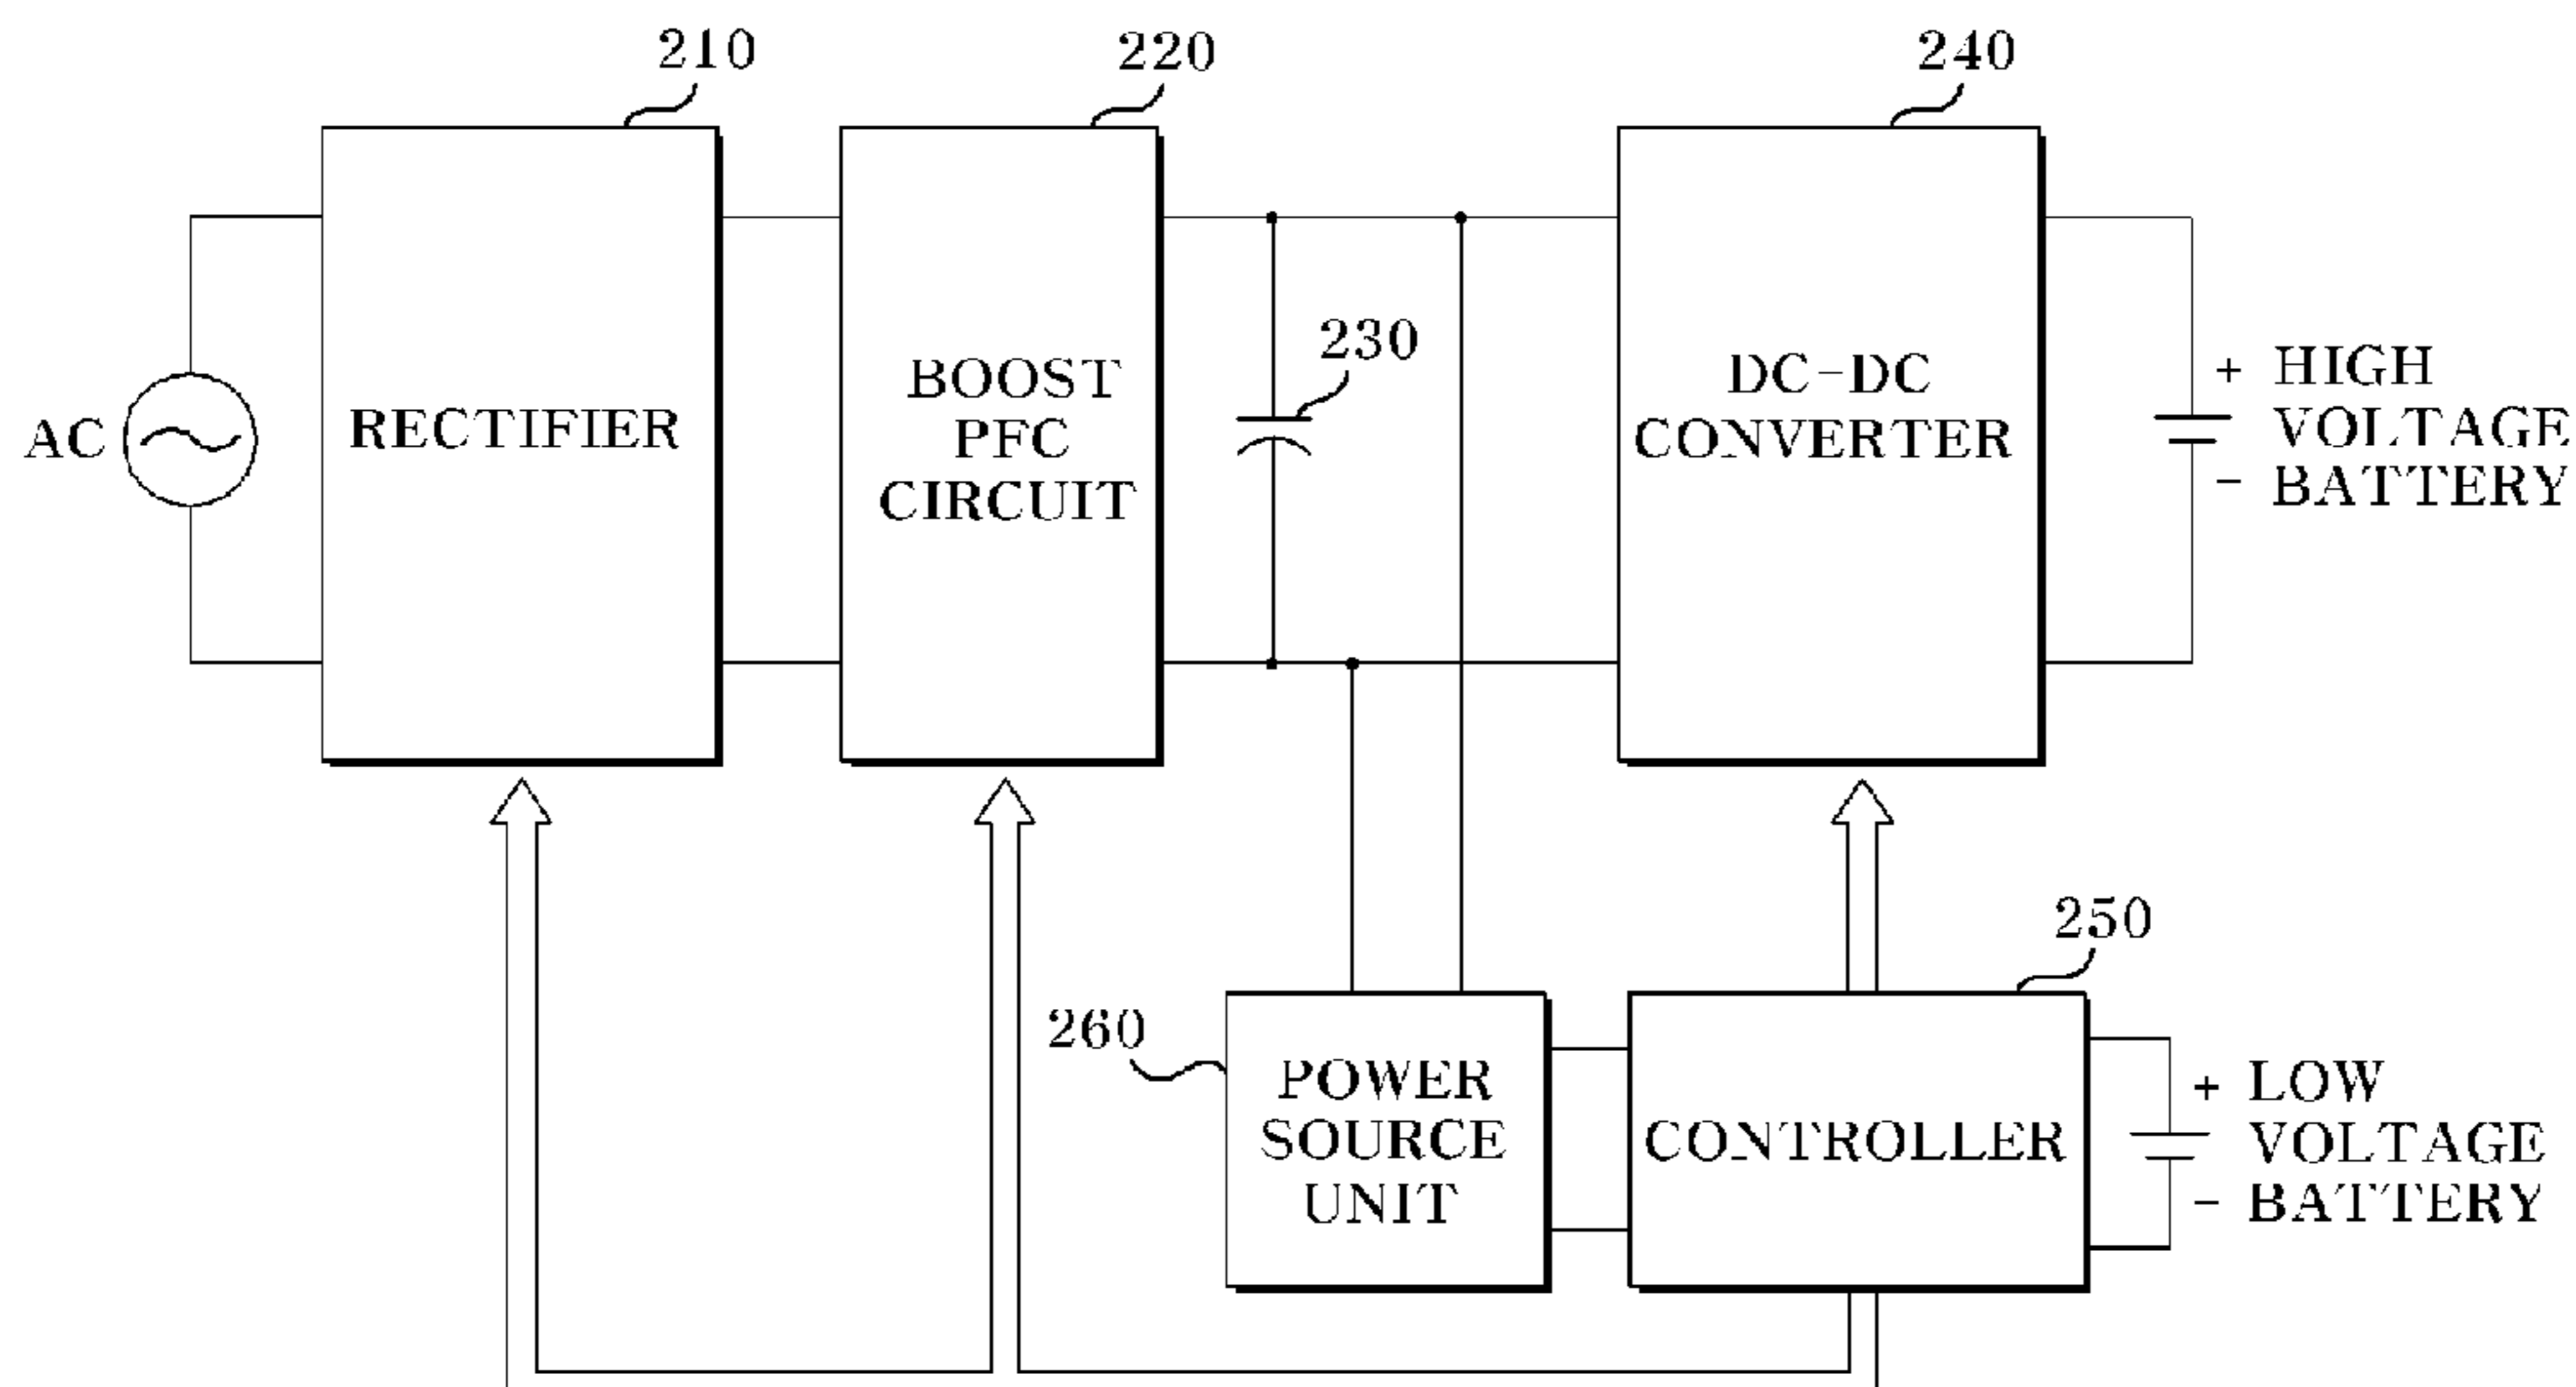 210
220
240
AC
RECTIFIER
BOOST
PFC
CIRCUIT
230
DC-DC
CONVERTER
+ HIGH
VOLTAGE
- BATTERY
250
260
POWER
SOURCE
UNIT
CONTROLLER
+ LOW
VOLTAGE
- BATTERY